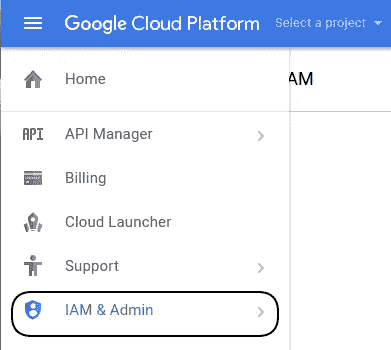 Google Cloud Platform Select a project
Home
AM
API API Manager
Billing
Cloud Launcher
Support
IAM & Admin